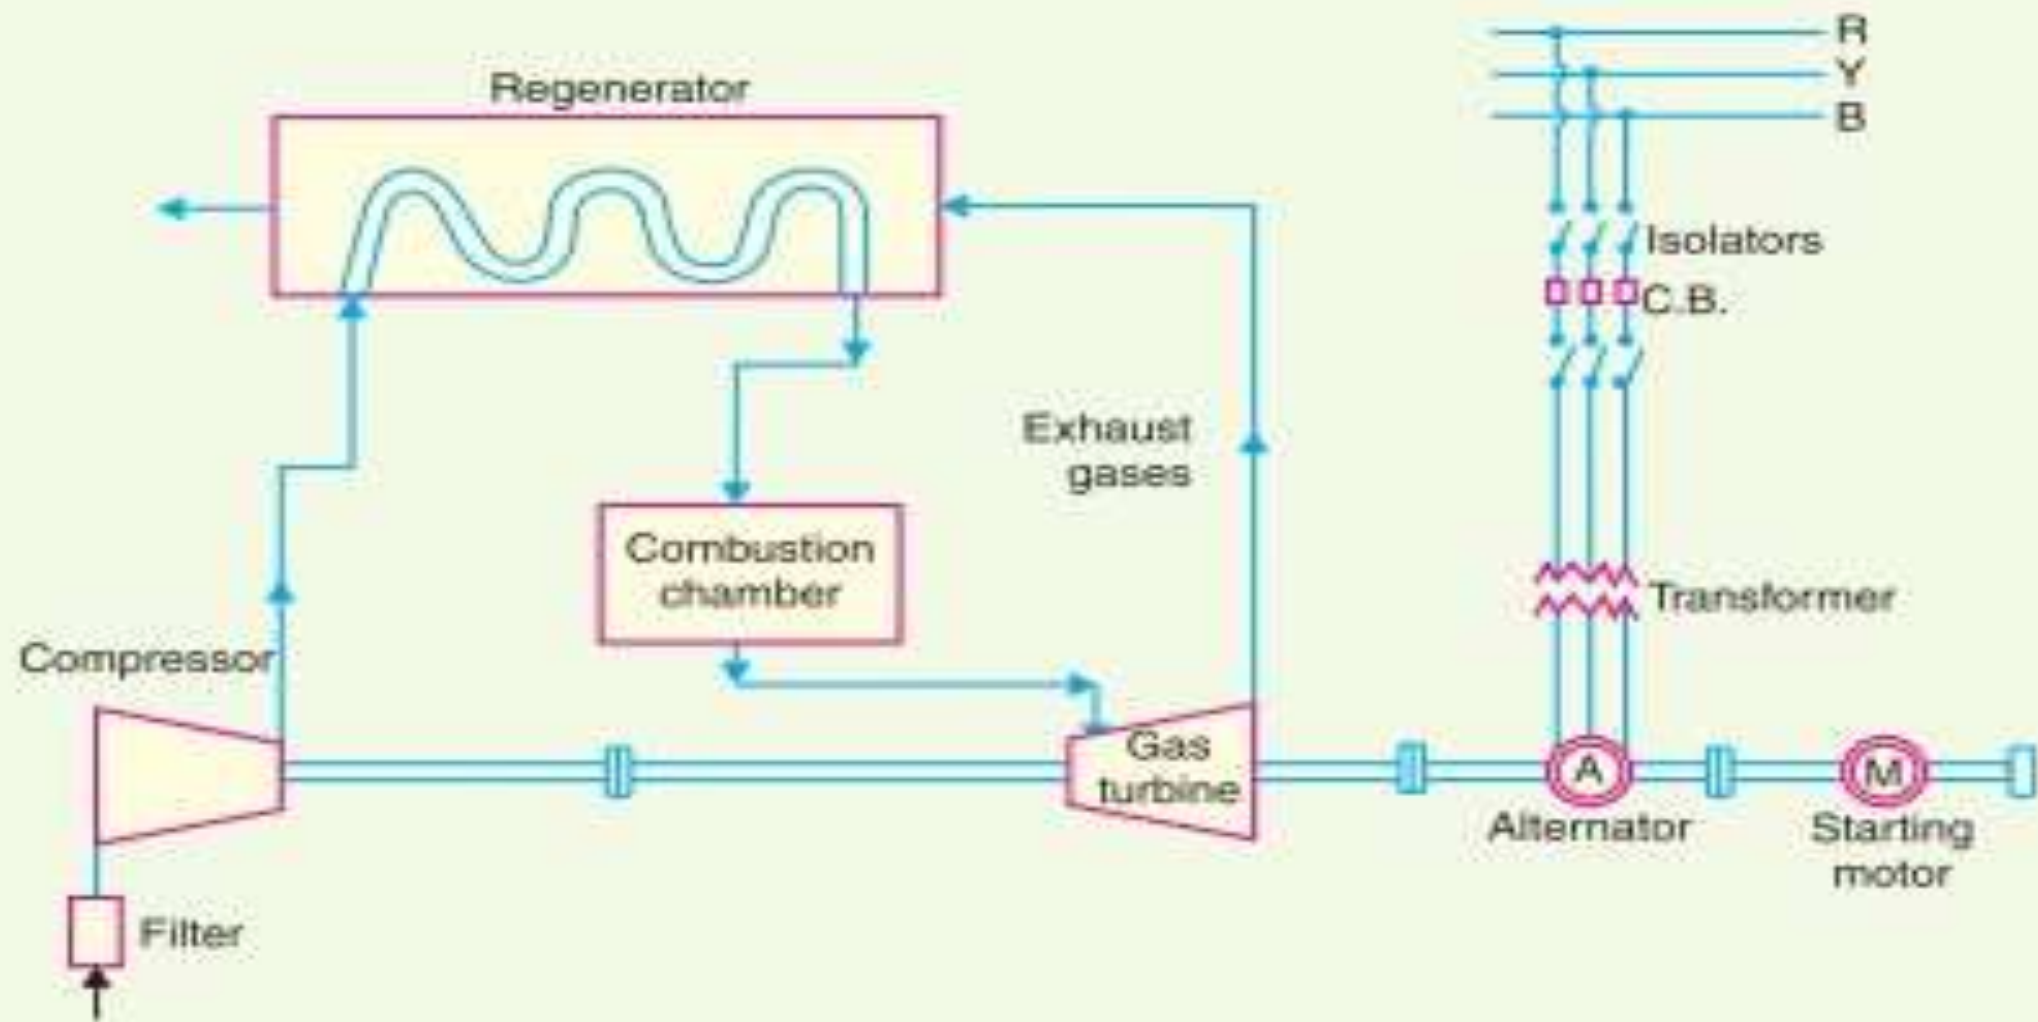 R
Y
B
Regenerator
Isolators
C.B.
Exhaust
gases
Combustion
chamber
Transformer
Compressor
Gas
turbine
A
M
Alternator
Starting
motor
Filter